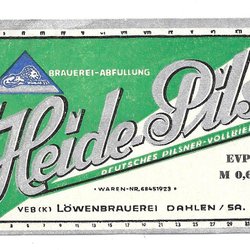 BRAUEREI-ABFÜLLUNG
Heide-Pils
DEUTSCHES PILSNER-VOLLBIER
EVP
M 0,6
• WAREN-NR. 68451923 •
VEB (K) LÖWENBRAUEREI DAHLEN / SA.